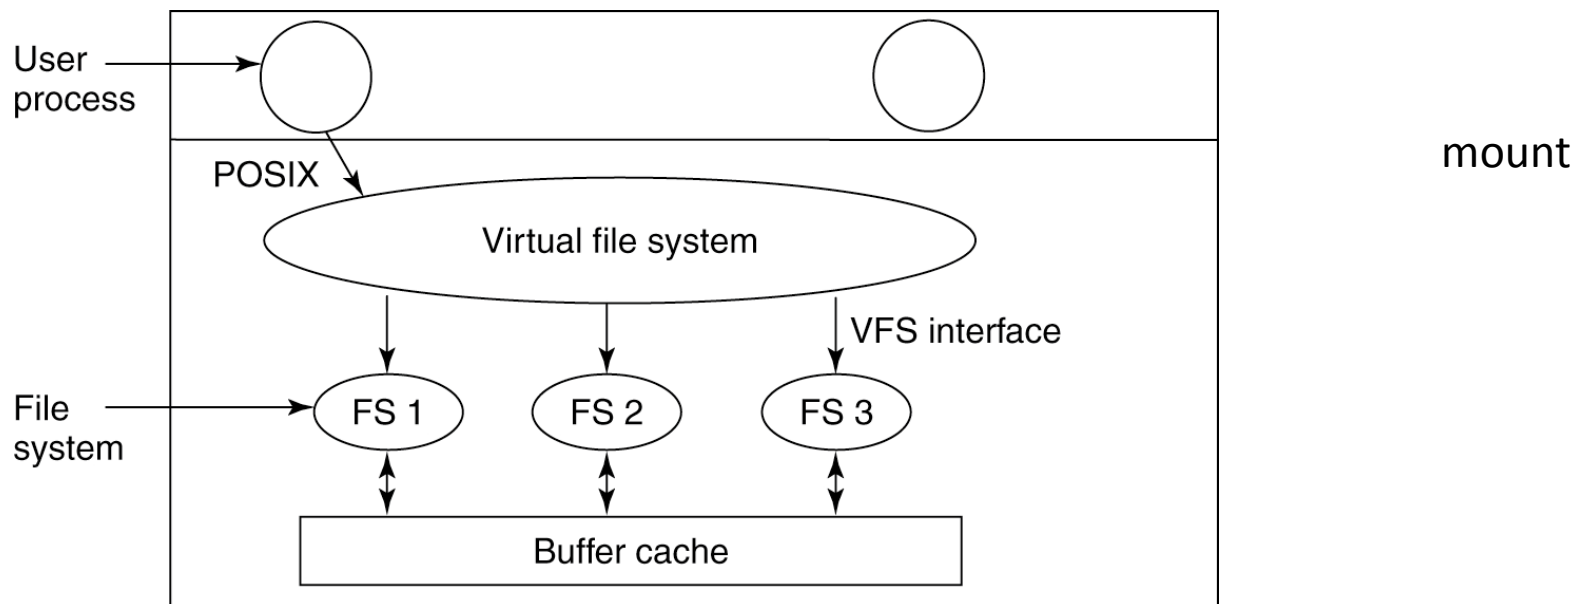 User
process
mount
POSIX
Virtual file system
VFS interface
File
system
FS 1
FS 2
FS 3
Buffer cache